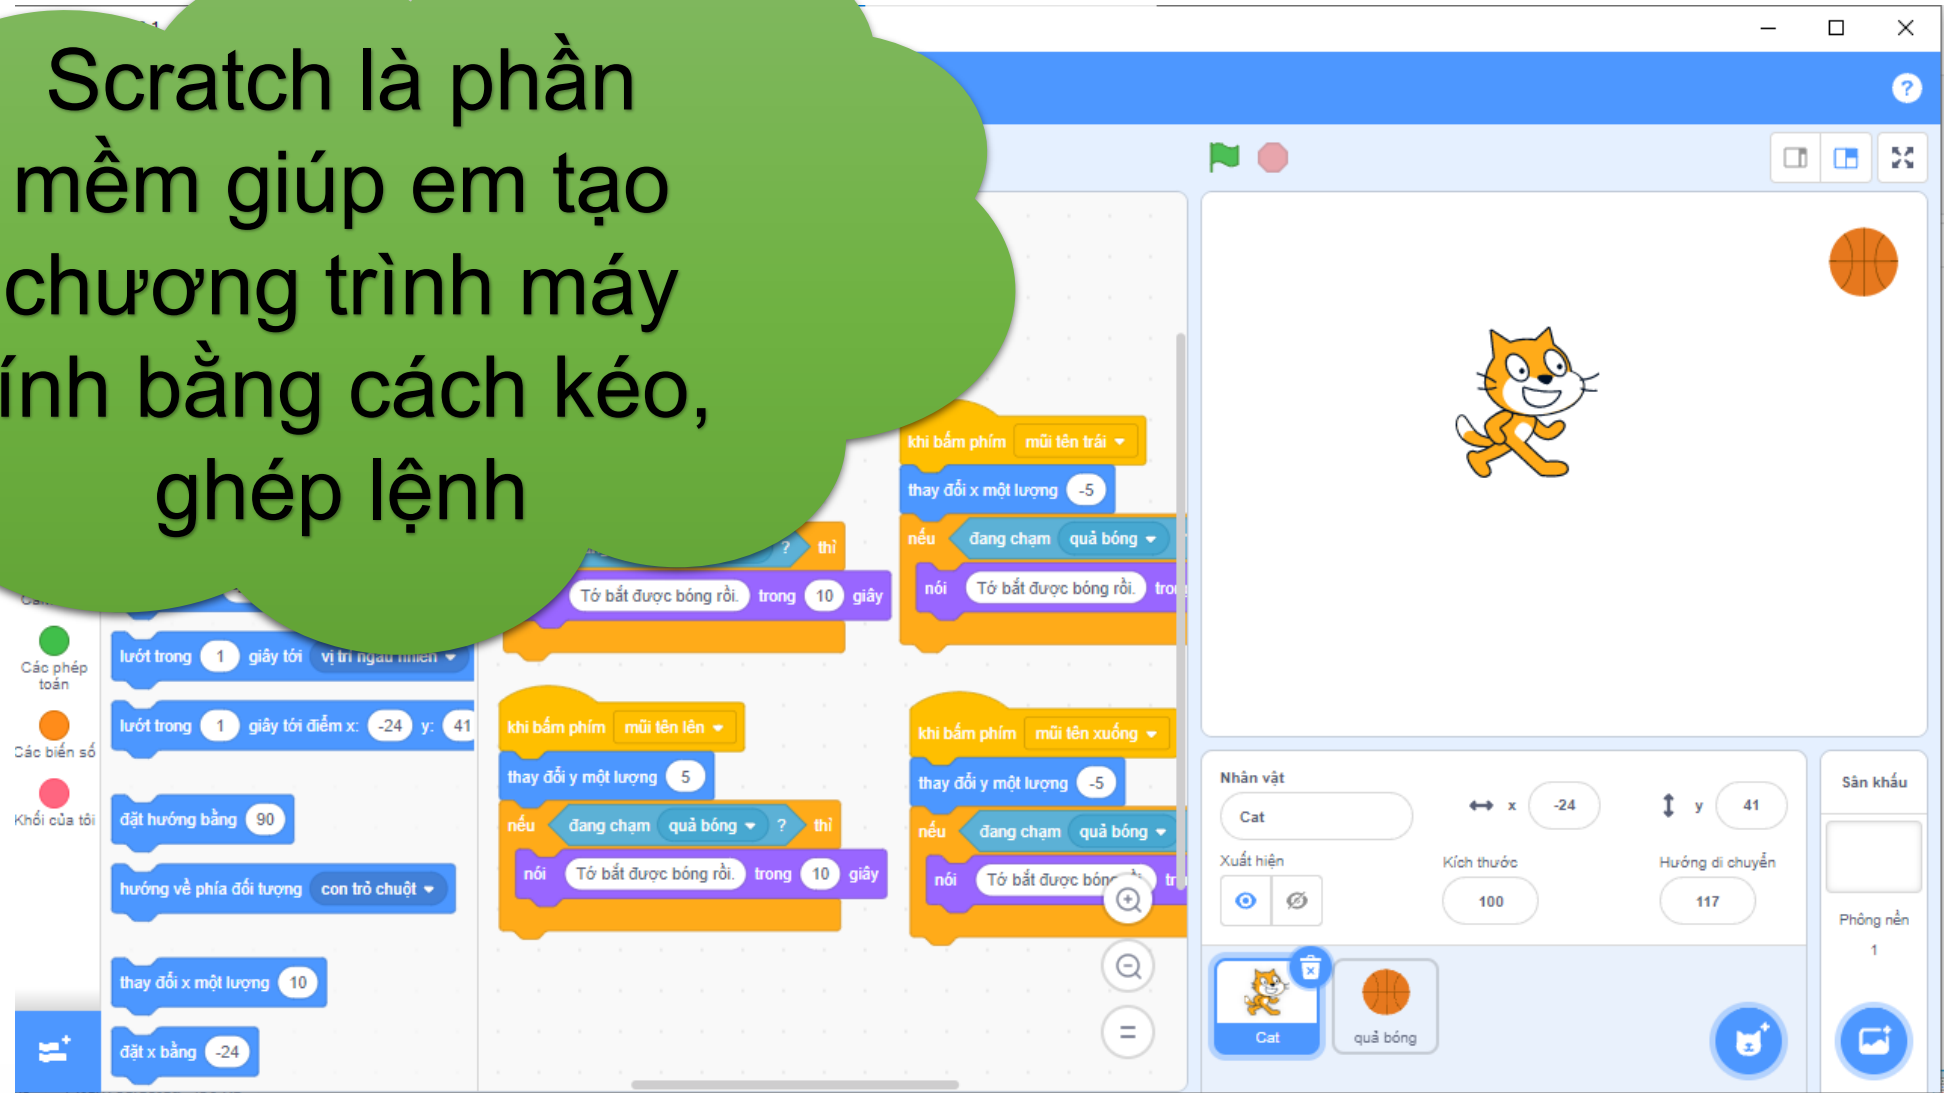 Scratch là phần
mềm giúp em tạo
chương trình máy
ính bằng cách kéo,
ghép lệnh
khi bấm phím mũi tên trái
thay đổi x một lượng -5
nếu đang chạm quả bóng
nói Tớ bắt được bóng rồi.
? thì
Tớ bắt được bóng rồi. trong 10 giây
Các phép
toán
Các biến số
Khối của tôi
lướt trong 1 giây tới vị trí ngẫu nhiên
lướt trong 1 giây tới điểm x: -24 y: 41
đặt hướng bằng 90
hướng về phía đối tượng con trỏ chuột
thay đổi x một lượng 10
đặt x bằng -24
khi bấm phím mũi tên lên
thay đổi y một lượng 5
nếu đang chạm quả bóng ? thì
nói Tớ bắt được bóng rồi. trong 10 giây
khi bấm phím mũi tên xuống
thay đổi y một lượng -5
nếu đang chạm quả bóng
nói Tớ bắt được bóng
Nhân vật
Cat
x -24
y 41
Xuất hiện
Kích thước
100
Hướng di chuyển
117
Sân khấu
Phông nền
1
Cat
quả bóng